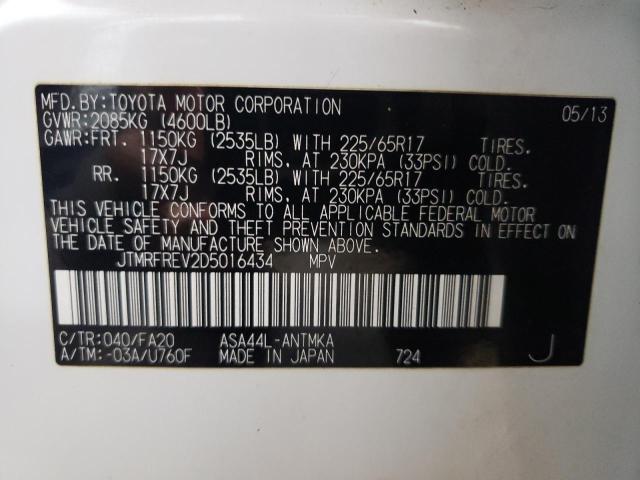 MFD.BY:TOYOTA MOTOR CORPORATION 05/13
GVWR:2085KG (4600LB)
GAWR:FRT. 1150KG (2535LB) WITH 225/65R17 TIRES.
17X7J RIMS, AT 230KPA (33PSI) COLD.
RR. 1150KG (2535LB) WITH 225/65R17 TIRES.
17X7J RIMS, AT 230KPA (33PSI) COLD.
THIS VEHICLE CONFORMS TO ALL APPLICABLE FEDERAL MOTOR
VEHICLE SAFETY AND THEFT PREVENTION STANDARDS IN EFFECT ON
THE DATE OF MANUFACTURE SHOWN ABOVE.
JTMRFREV2D5016434 MPV
C/TR:040/FA20 ASA44L-ANTMKA
A/TM:-03A/U760F MADE IN JAPAN 724 J